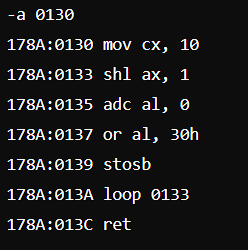 -a 0130
178A:0130 mov cx, 10
178A:0133 shl ax, 1
178A:0135 adc al, 0
178A:0137 or al, 30h
178A:0139 stosb
178A:013A loop 0133
178A:013C ret